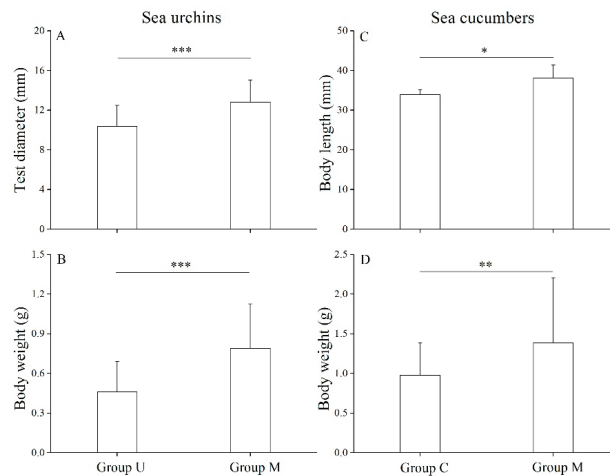 Sea urchins
Sea cucumbers
A
***
20
16
12
8
4
0
Test diameter (mm)
C
*
50
40
30
20
10
0
Body length (mm)
B
***
1.5
1.2
0.9
0.6
0.3
0.0
Body weight (g)
Group U
Group M
D
**
2.5
2.0
1.5
1.0
0.5
0.0
Body weight (g)
Group C
Group M